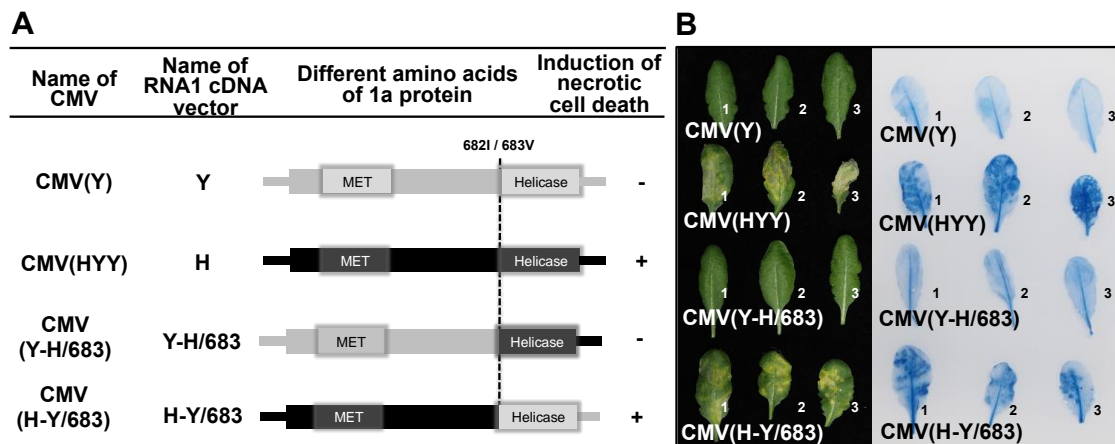 A
Name of CMV
Name of RNA1 cDNA vector
Different amino acids of 1a protein
Induction of necrotic cell death
682I / 683V
CMV(Y)
Y
MET
Helicase
-
CMV(HYY)
H
MET
Helicase
+
CMV
(Y-H/683)
Y-H/683
MET
Helicase
-
CMV
(H-Y/683)
H-Y/683
MET
Helicase
+
B
1
2
3
CMV(Y)
1
2
3
CMV(Y)
1
2
3
CMV(HYY)
1
2
3
CMV(HYY)
1
2
3
CMV(Y-H/683)
1
2
3
CMV(Y-H/683)
1
2
3
CMV(H-Y/683)
1
2
3
CMV(H-Y/683)